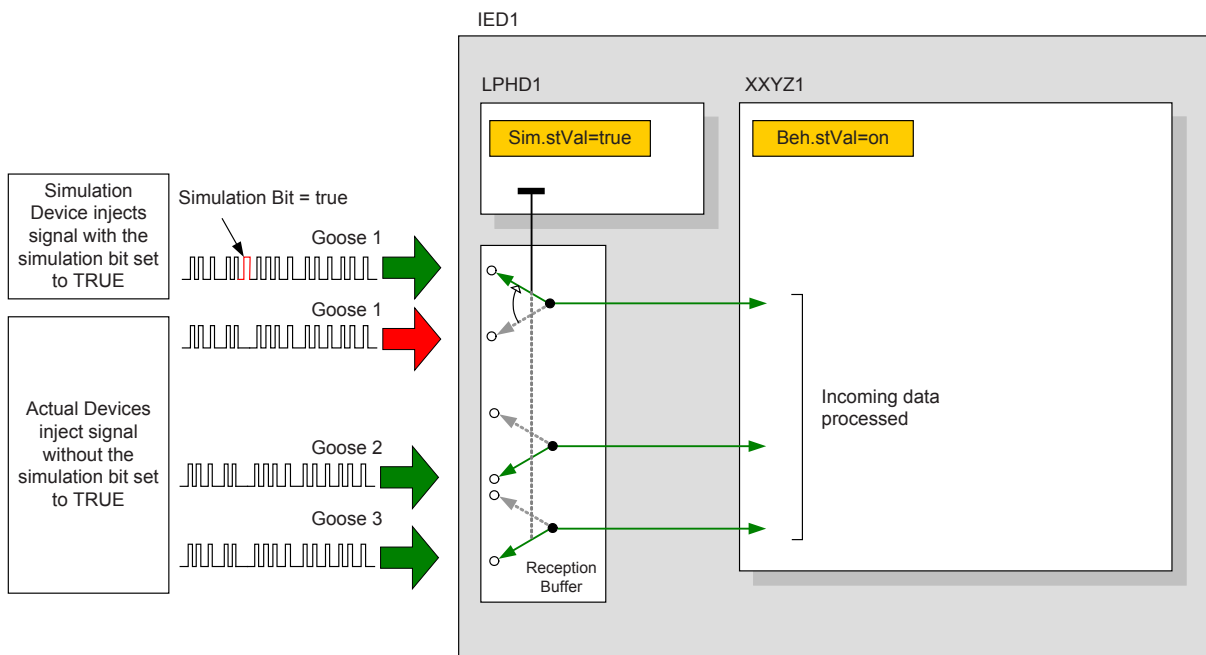 IED1
LPHD1
XXYZ1
Sim.stVal=true
Beh.stVal=on
Simulation
Device injects
signal with the
simulation bit set
to TRUE
Simulation Bit = true
Goose 1
Goose 1
Actual Devices
inject signal
without the
simulation bit set
to TRUE
Goose 2
Goose 3
Incoming data
processed
Reception
Buffer